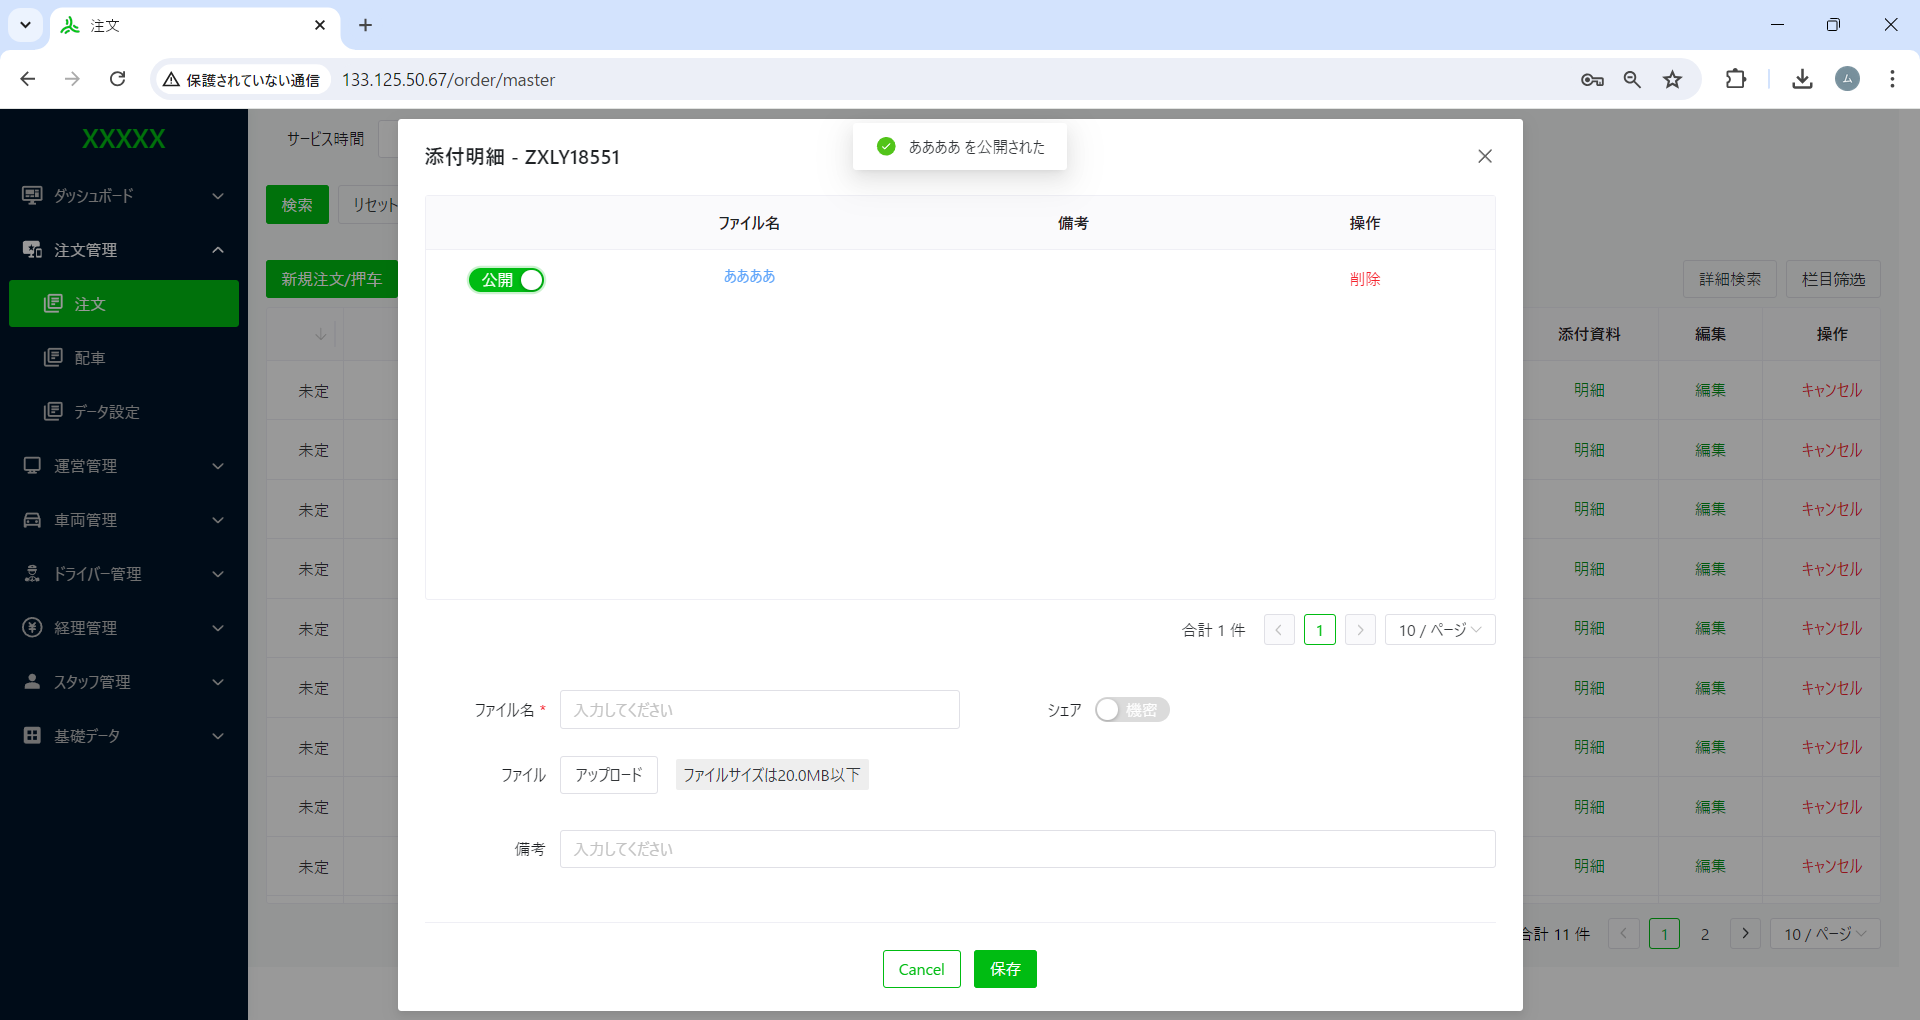 注文
保護されていない通信 133.125.50.67/order/master
ム
XXXXX
ダッシュボード
注文管理
注文
配車
データ設定
運営管理
車両管理
ドライバー管理
経理管理
スタッフ管理
基礎データ
サービス時間
検索 リセット
新規注文/押车 詳細検索 栏目筛选
添付資料 編集 操作
未定 明細 編集 キャンセル
未定 明細 編集 キャンセル
未定 明細 編集 キャンセル
未定 明細 編集 キャンセル
未定 明細 編集 キャンセル
未定 明細 編集 キャンセル
未定 明細 編集 キャンセル
未定 明細 編集 キャンセル
未定 明細 編集 キャンセル
合計 11 件 1 2 10 / ページ
添付明細 - ZXLY18551
ああああ を公開された
ファイル名 備考 操作
公開 ああああ 削除
合計 1 件 1 10 / ページ
ファイル名 * 入力してください シェア 機密
ファイル アップロード ファイルサイズは20.0MB以下
備考 入力してください
Cancel 保存